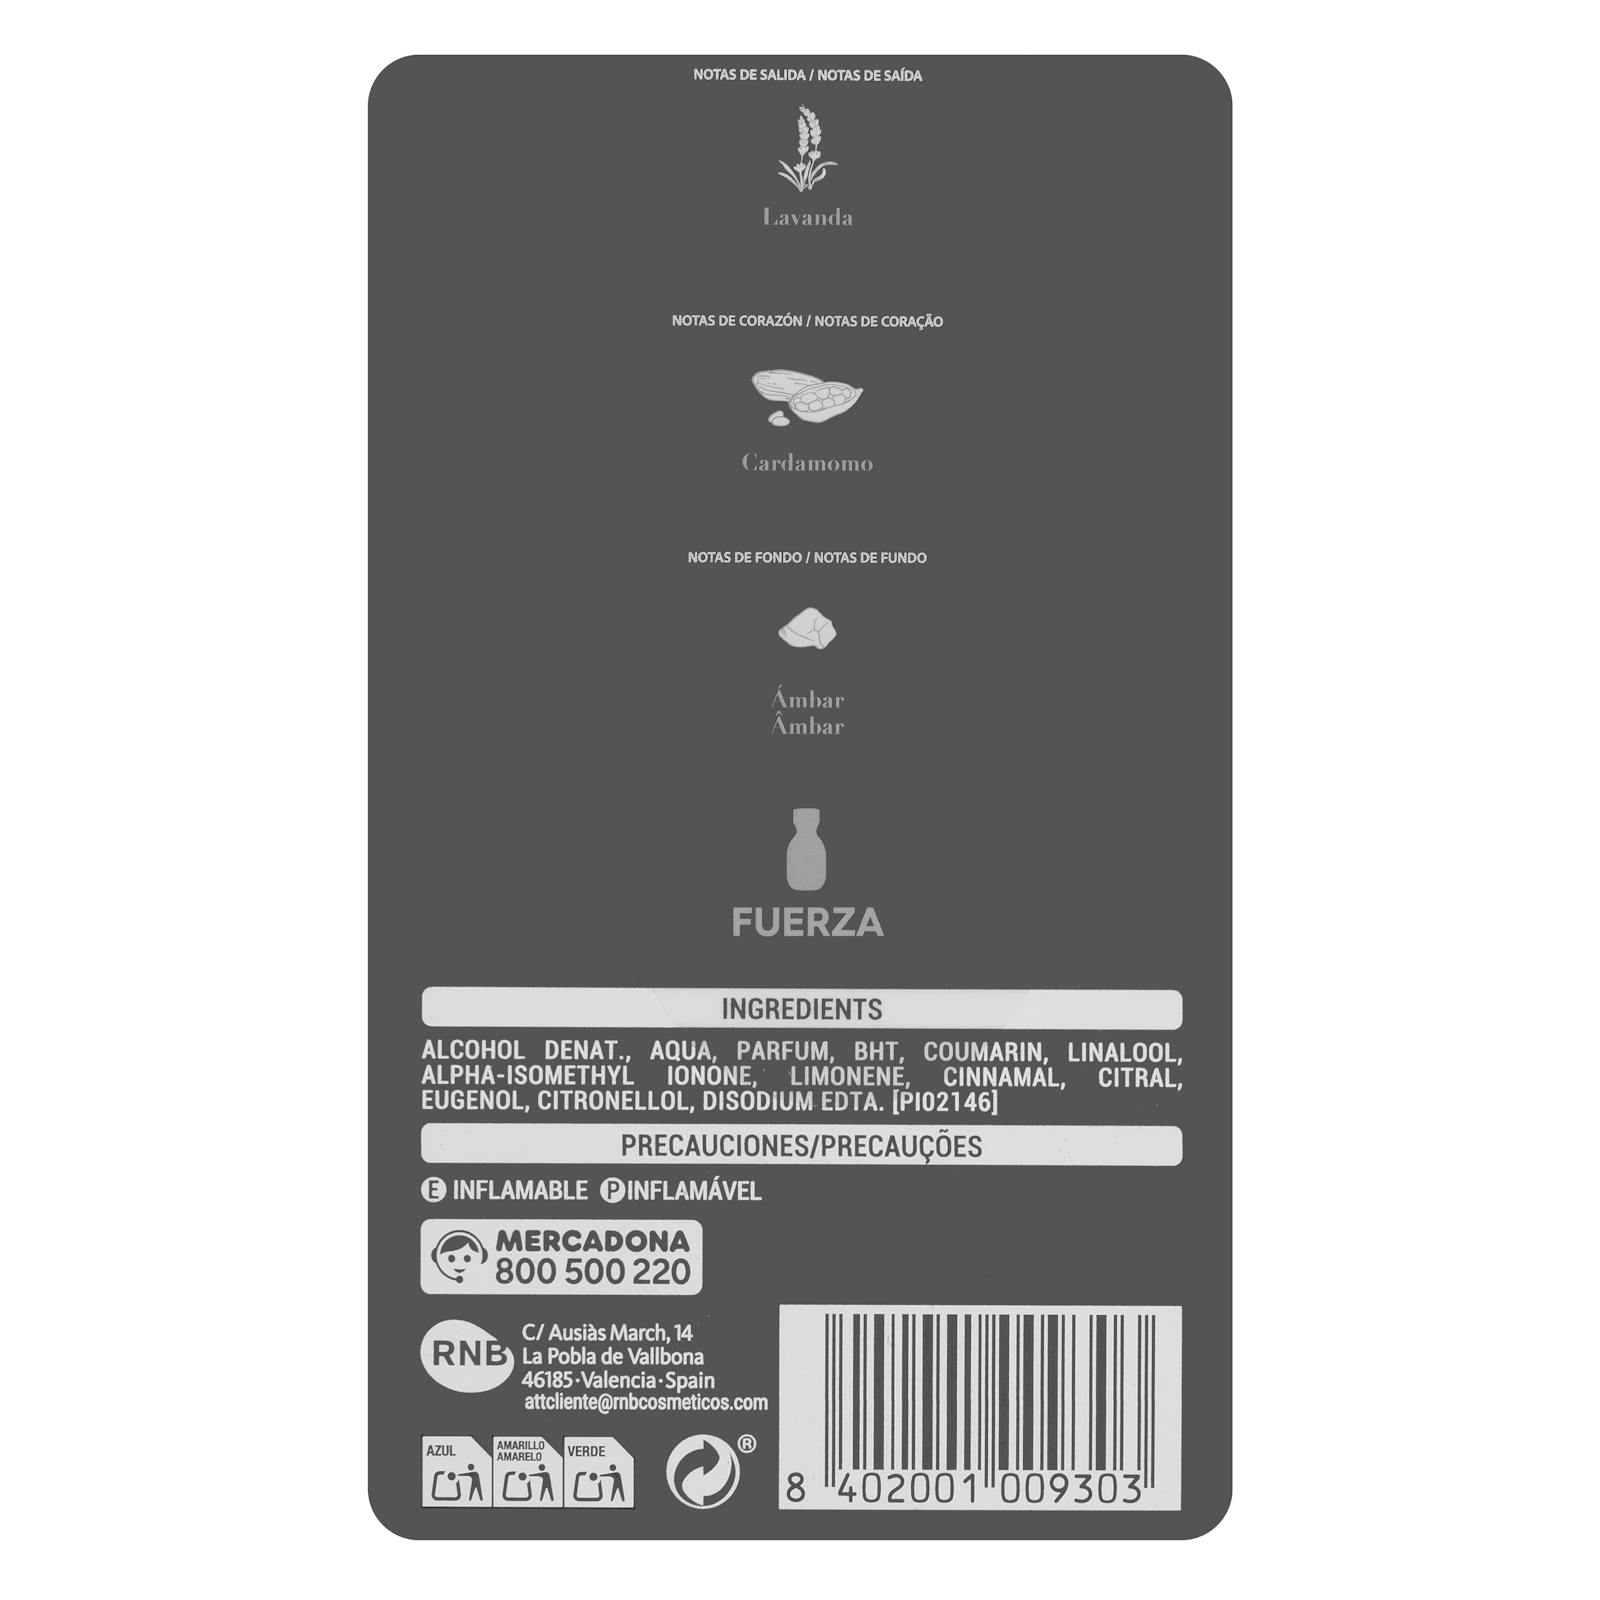 NOTAS DE SALIDA / NOTAS DE SAÍDA
Lavanda
NOTAS DE CORAZÓN / NOTAS DE CORAÇÃO
Cardamomo
NOTAS DE FONDO / NOTAS DE FUNDO
Ámbar
Âmbar
FUERZA
INGREDIENTS
ALCOHOL DENAT., AQUA, PARFUM, BHT, COUMARIN, LINALOOL,
ALPHA-ISOMETHYL IONONE, LIMONENE, CINNAMAL, CITRAL,
EUGENOL, CITRONELLOL, DISODIUM EDTA. [PI02146]
PRECAUCIONES/PRECAUÇÕES
E INFLAMABLE P INFLAMÁVEL
MERCADONA
800 500 220
RNB
C/ Ausiàs March, 14
La Pobla de Vallbona
46185·Valencia·Spain
attcliente@rnbcosmeticos.com
AZUL
AMARILLO
AMARELO
VERDE
®
8 402001 009303